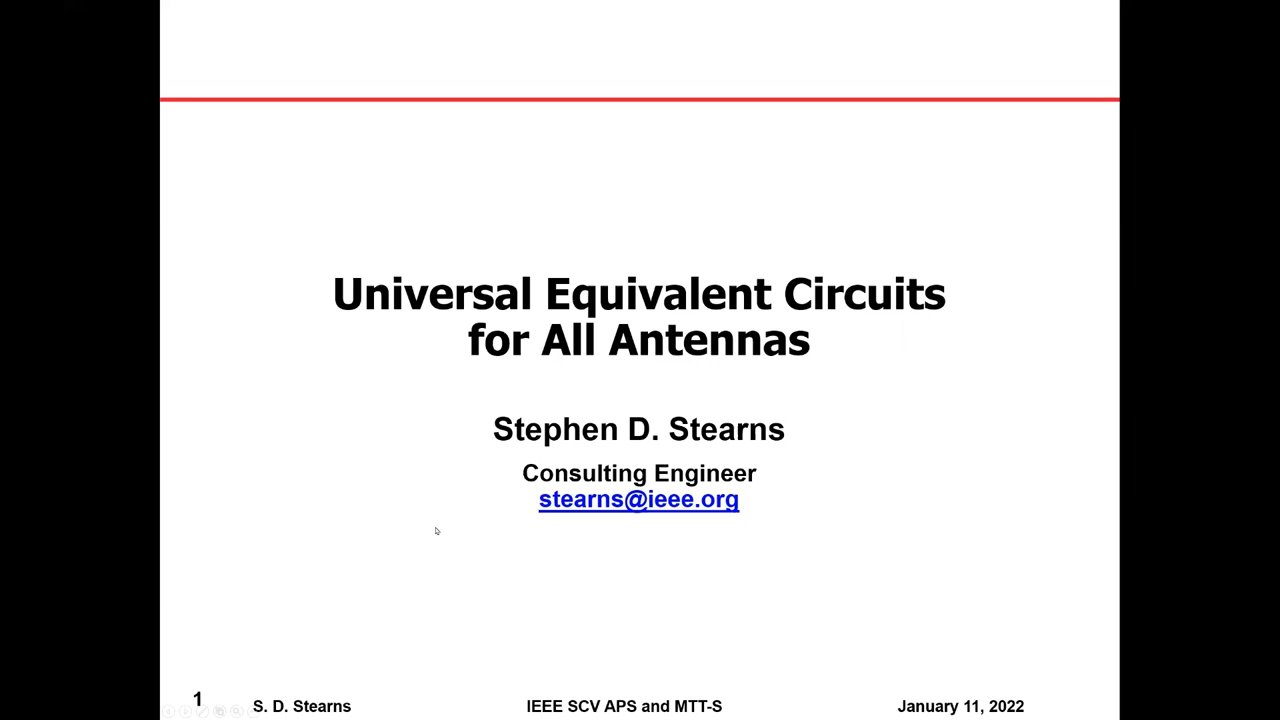 Universal Equivalent Circuits
for All Antennas
Stephen D. Stearns
Consulting Engineer
stearns@ieee.org
1 S. D. Stearns IEEE SCV APS and MTT-S January 11, 2022